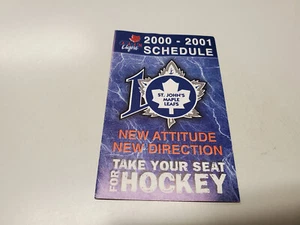 2000 - 2001
SCHEDULE
10
ST. JOHN'S
MAPLE
LEAFS
NEW ATTITUDE
NEW DIRECTION
TAKE YOUR SEAT
FOR HOCKEY